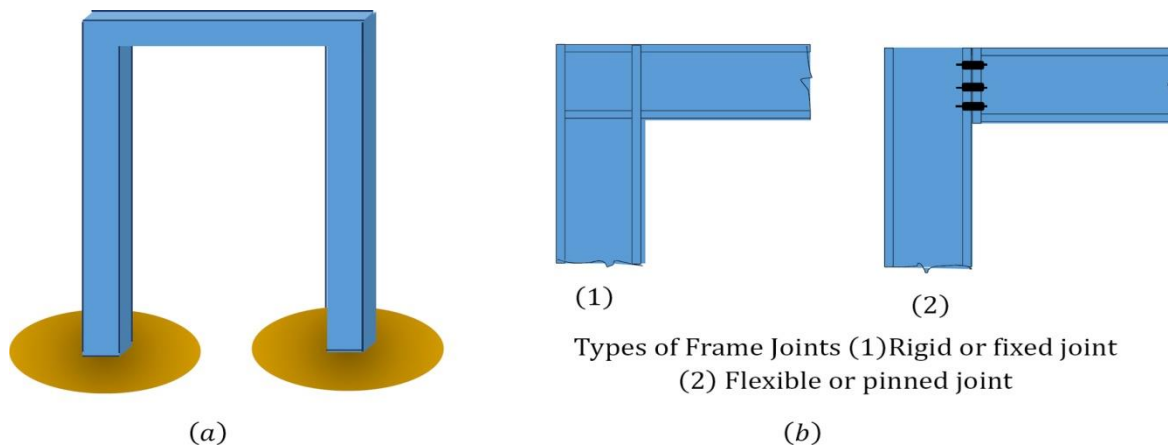 (1)
(2)
Types of Frame Joints (1)Rigid or fixed joint
(2) Flexible or pinned joint
(a)
(b)